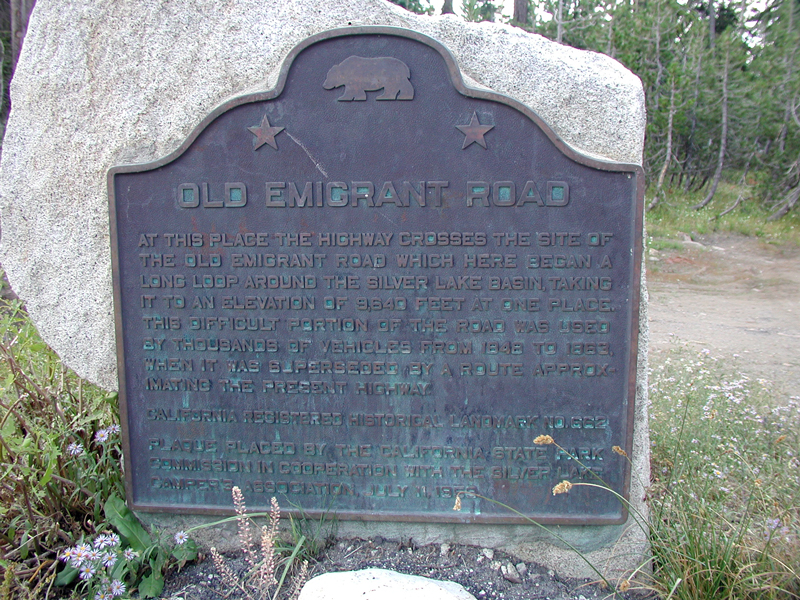 OLD EMIGRANT ROAD
AT THIS PLACE THE HIGHWAY CROSSES THE SITE OF
THE OLD EMIGRANT ROAD WHICH HERE BEGAN A
LONG LOOP AROUND THE SILVER LAKE BASIN, TAKING
IT TO AN ELEVATION OF 9,640 FEET AT ONE PLACE.
THIS DIFFICULT PORTION OF THE ROAD WAS USED
BY THOUSANDS OF VEHICLES FROM 1848 TO 1863,
WHEN IT WAS SUPERSEDED BY A ROUTE APPROX-
IMATING THE PRESENT HIGHWAY.
CALIFORNIA REGISTERED HISTORICAL LANDMARK NO.
PLAQUE PLACED BY THE CALIFORNIA STATE PARK
COMMISSION IN COOPERATION WITH THE SILVER LAKE
CAMPERS ASSOCIATION, JULY 11,